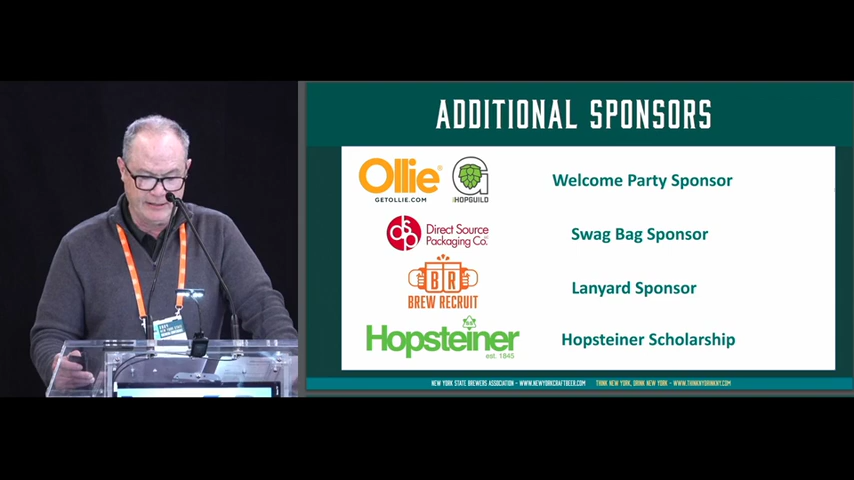 ADDITIONAL SPONSORS
Ollie®
GETOLLIE.COM
HOPGUILD
Welcome Party Sponsor
dsp
Direct Source
Packaging Co.
Swag Bag Sponsor
BR
BREW RECRUIT
Lanyard Sponsor
Hopsteiner
est. 1845
Hopsteiner Scholarship
NEW YORK STATE BREWERS ASSOCIATION - WWW.NEWYORKCRAFTBEER.COM THINK NEW YORK, DRINK NEW YORK - WWW.THINKNYDRINKNY.COM